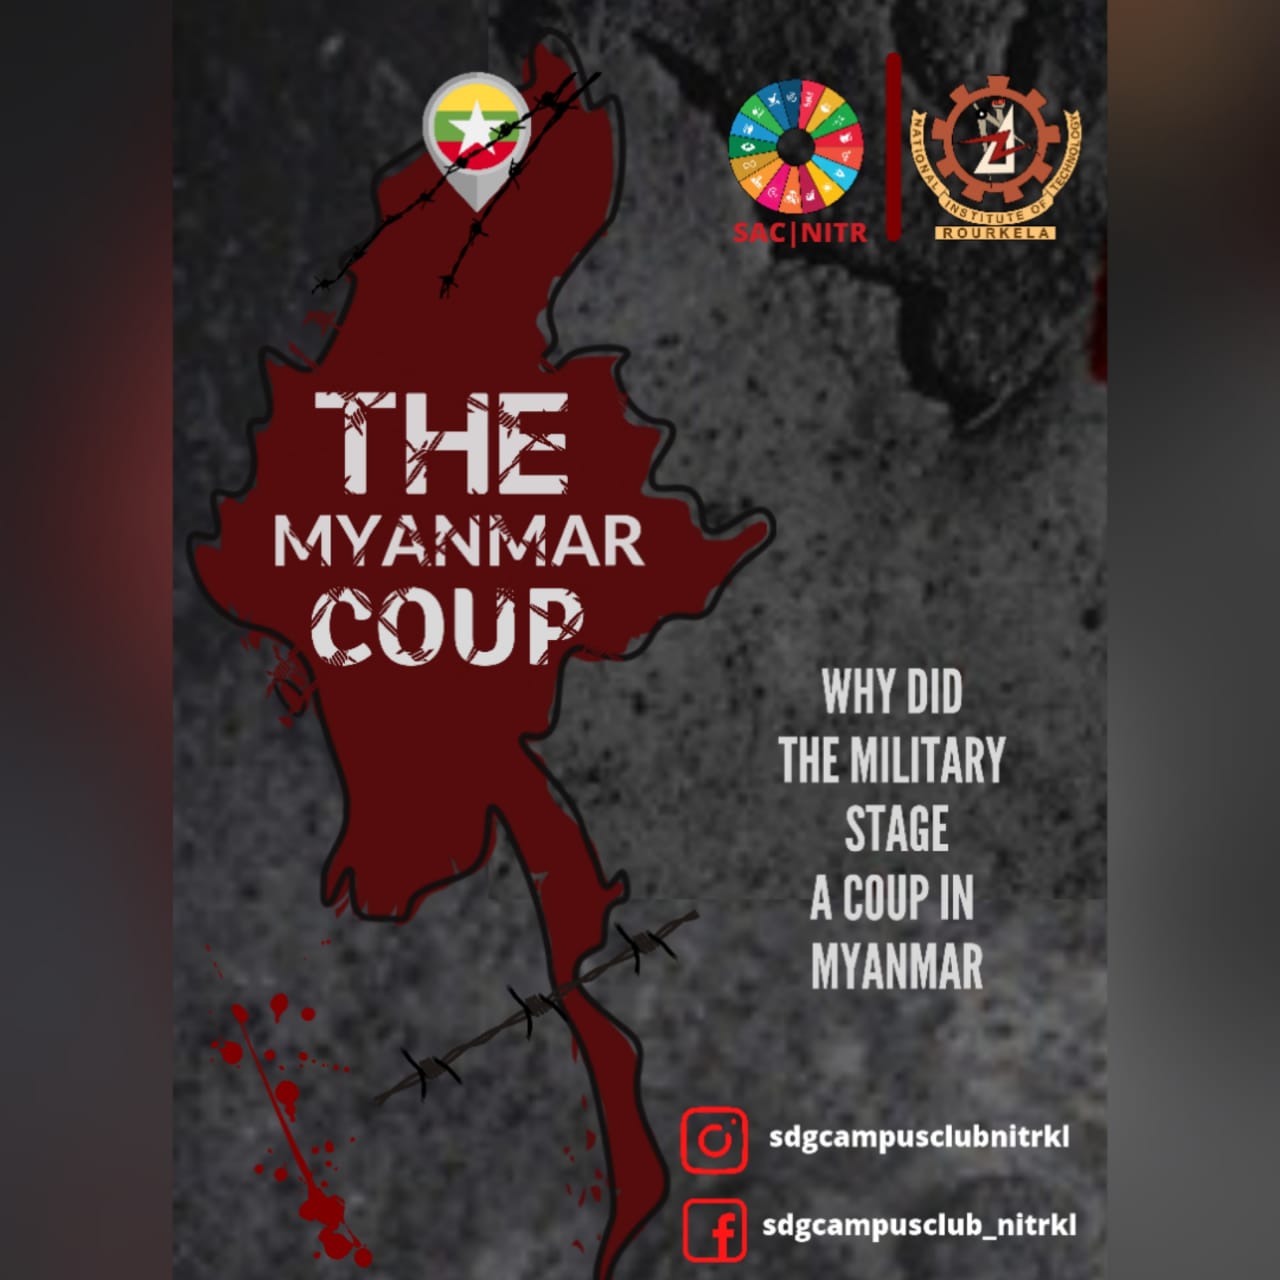 SAC|NITR
NATIONAL INSTITUTE OF TECHNOLOGY
ROURKELA
THE
MYANMAR
COUP
WHY DID
THE MILITARY
STAGE
A COUP IN
MYANMAR
sdgcampusclubnitrkl
sdgcampusclub_nitrkl